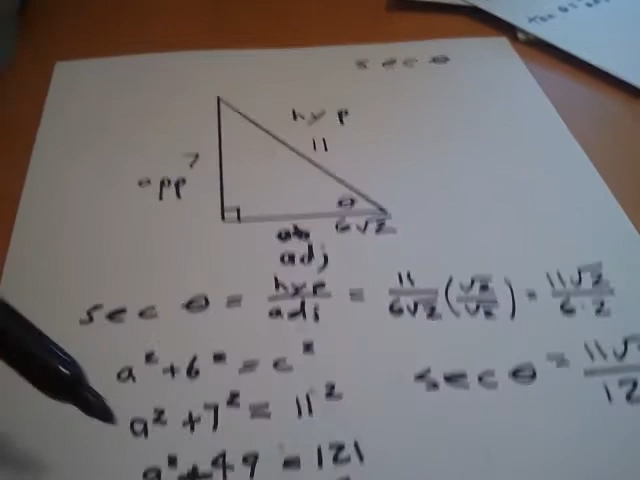 sec θ
hyp
11
opp 7
θ
6√2
adj
sec θ = hyp/adj = 11/6√2 (√2/√2) = 11√2/6·2
a² + b² = c²
sec θ = 11√
12
a² + 7² = 11²
a² + 49 = 121